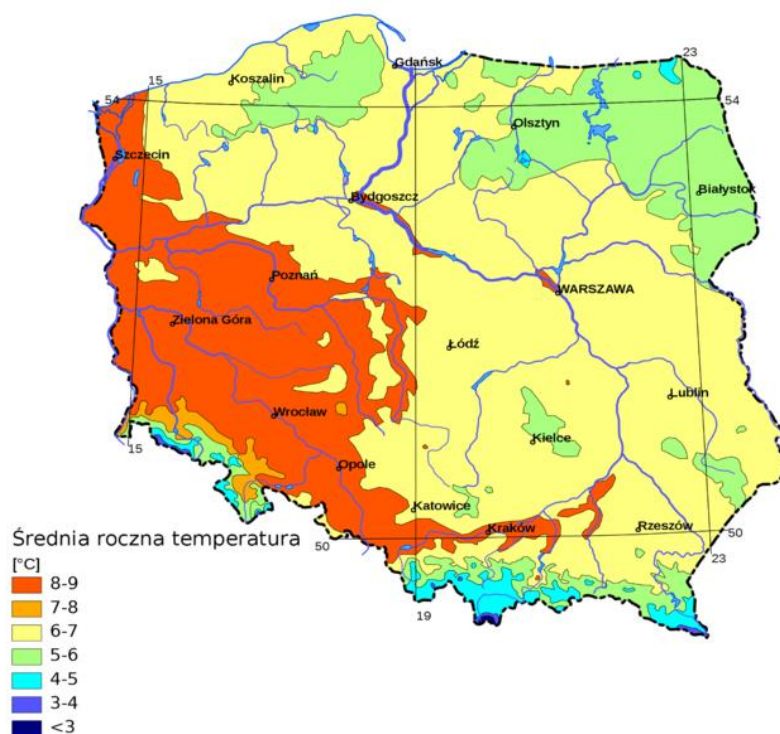 23
Gdańsk
15
Koszalin
54
54
Olsztyn
Szczecin
Białystok
Bydgoszcz
Poznań
WARSZAWA
Zielona Góra
Łódź
Lublin
Wrocław
15
Kielce
Opole
Katowice
Kraków
Rzeszów
50
50
23
19
Średnia roczna temperatura
[°C]
8-9
7-8
6-7
5-6
4-5
3-4
<3